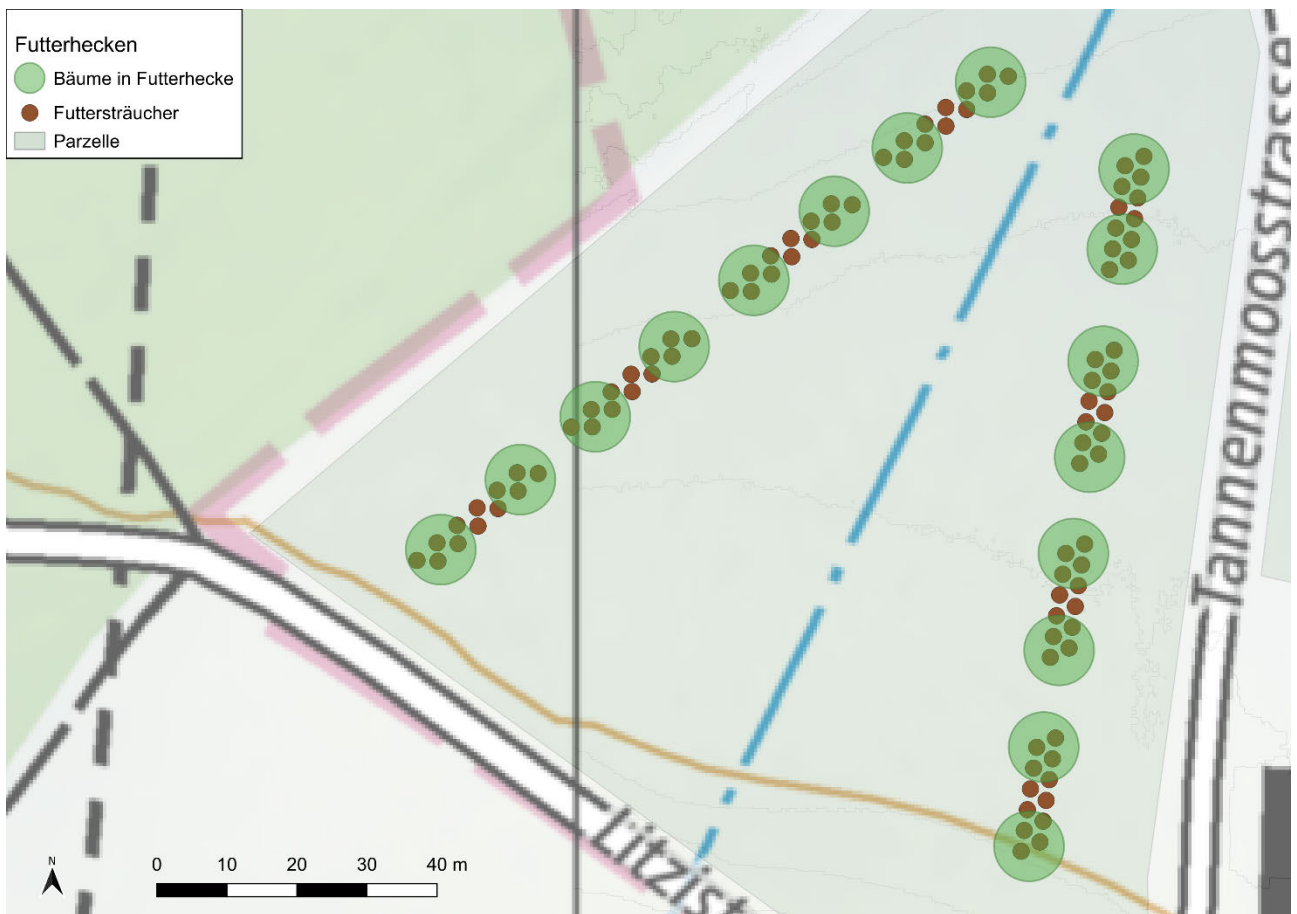 Futterhecken
Bäume in Futterhecke
Futtersträucher
Parzelle
Tannenmoosstrasse
N
0 10 20 30 40 m